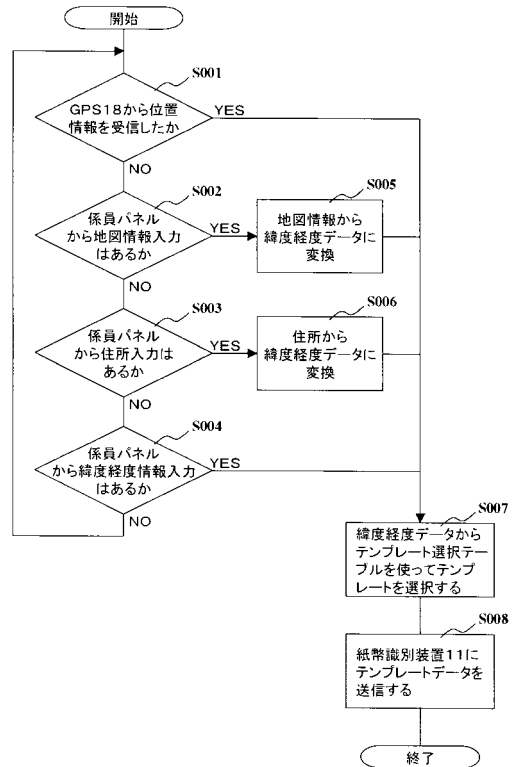 開始
S001
GPS18から位置
情報を受信したか
YES
NO
S002
係員パネル
から地図情報入力
はあるか
YES
NO
S005
地図情報から
緯度経度データに
変換
S003
係員パネル
から住所入力は
あるか
YES
NO
S006
住所から
緯度経度データに
変換
S004
係員パネル
から緯度経度情報入力
はあるか
YES
NO
S007
緯度経度データから
テンプレート選択テー
ブルを使ってテンプ
レートを選択する
S008
紙幣識別装置11に
テンプレートデータを
送信する
終了